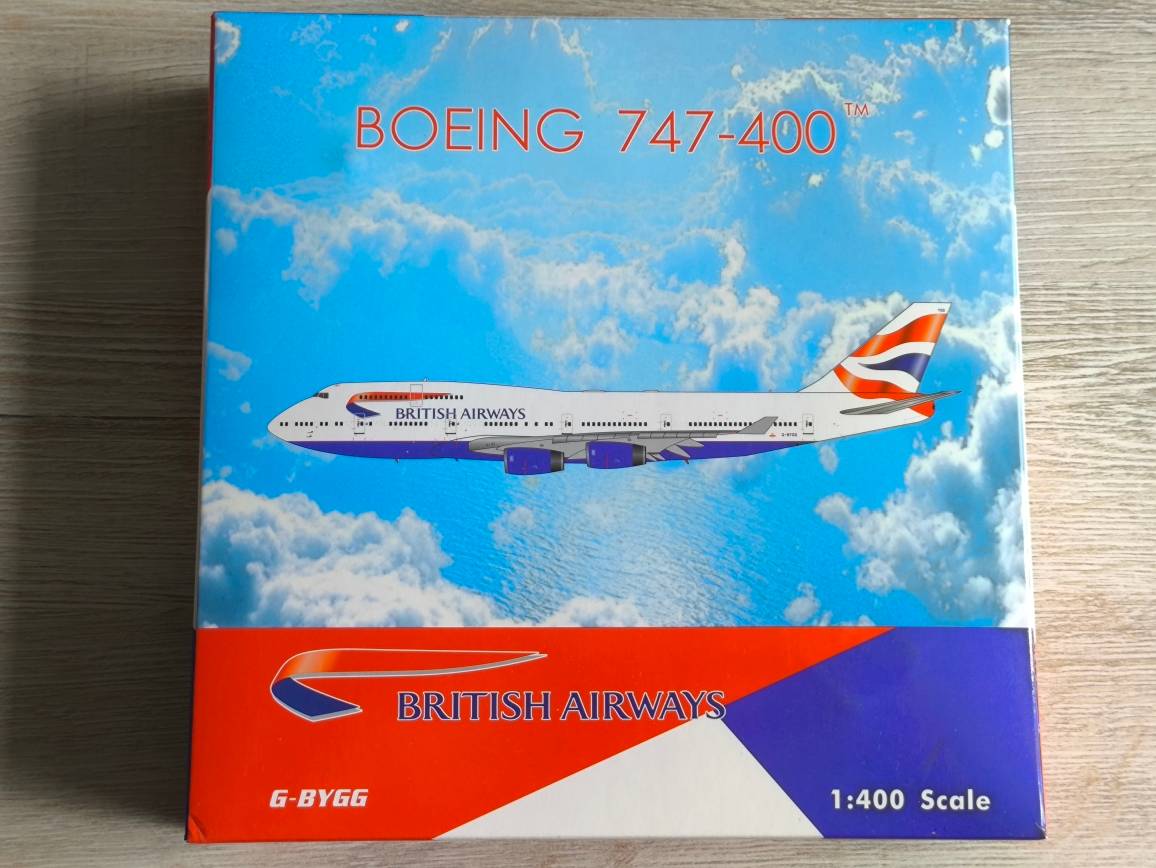 BOEING 747-400™
BRITISH AIRWAYS
BRITISH AIRWAYS
G-BYGG
1:400 Scale